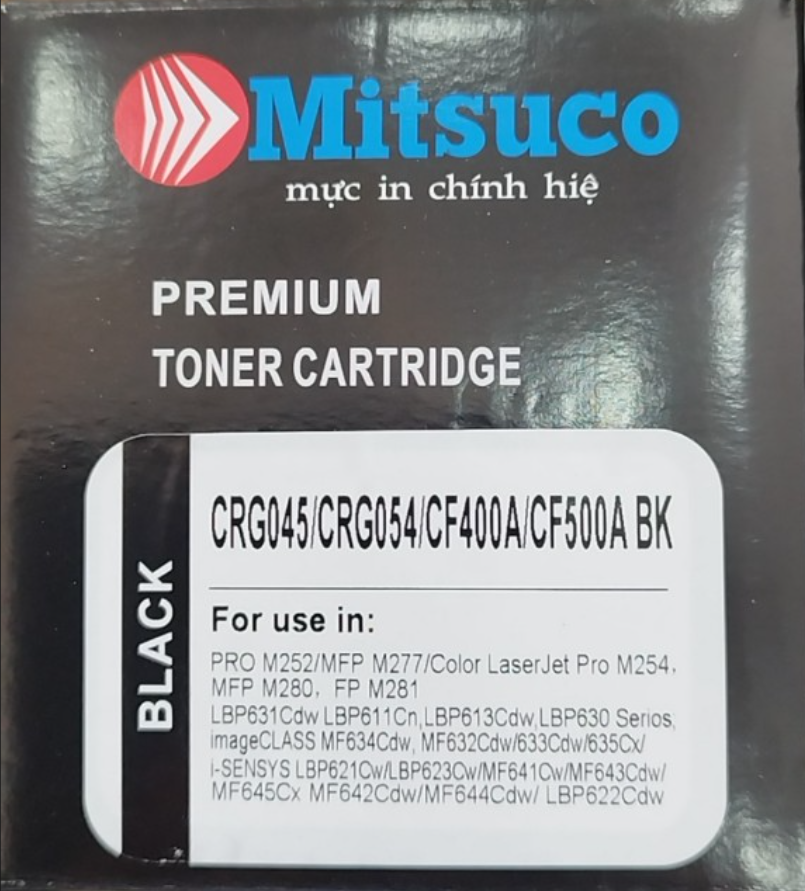 Mitsuco
mực in chính hiệ
PREMIUM
TONER CARTRIDGE
BLACK
CRG045/CRG054/CF400A/CF500A BK
For use in:
PRO M252/MFP M277/Color LaserJet Pro M254,
MFP M280, FP M281
LBP631Cdw LBP611Cn,LBP613Cdw,LBP630 Serios,
imageCLASS MF634Cdw, MF632Cdw/633Cdw/635Cx/
i-SENSYS LBP621Cw/LBP623Cw/MF641Cw/MF643Cdw/
MF645Cx MF642Cdw/MF644Cdw/ LBP622Cdw